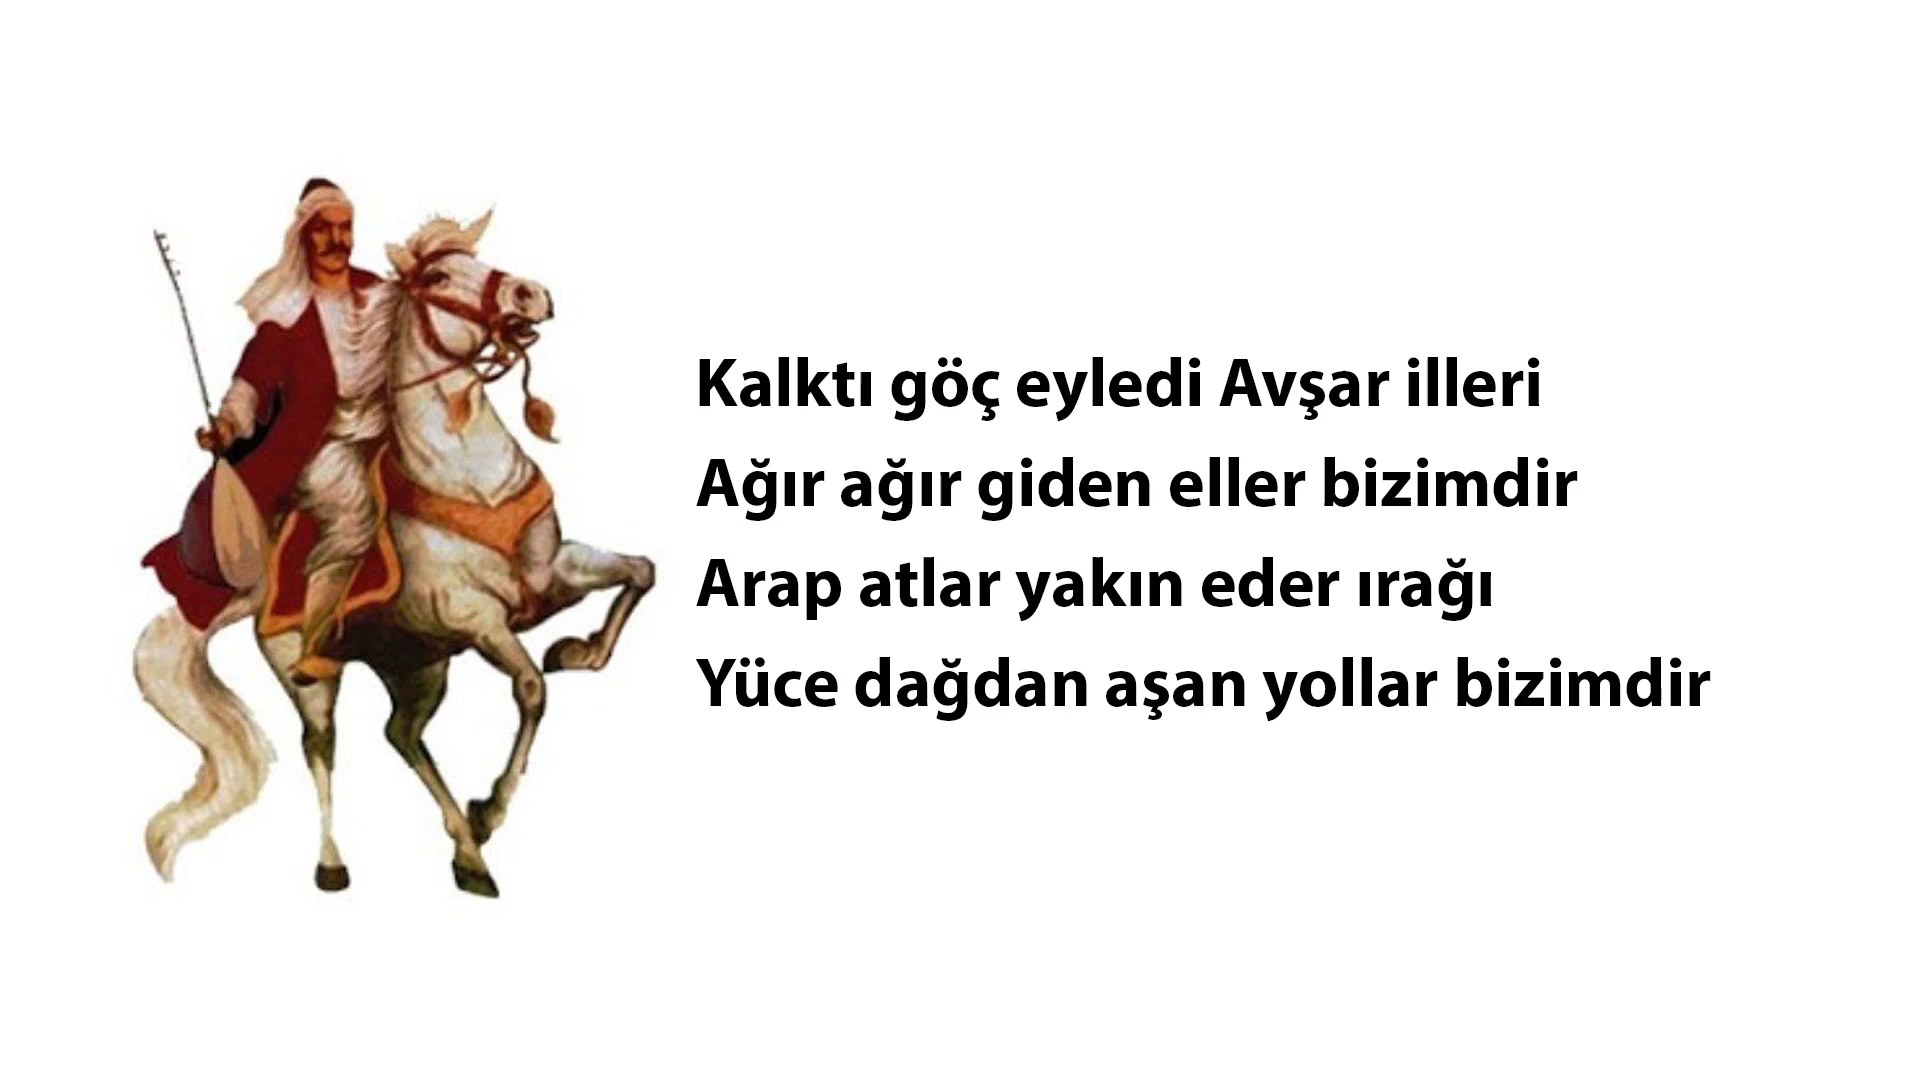 Kalktı göç eyledi Avşar illeri
Ağır ağır giden eller bizimdir
Arap atlar yakın eder ırağı
Yüce dağdan aşan yollar bizimdir